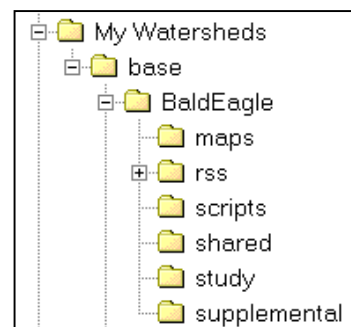 My Watersheds
base
BaldEagle
maps
rss
scripts
shared
study
supplemental